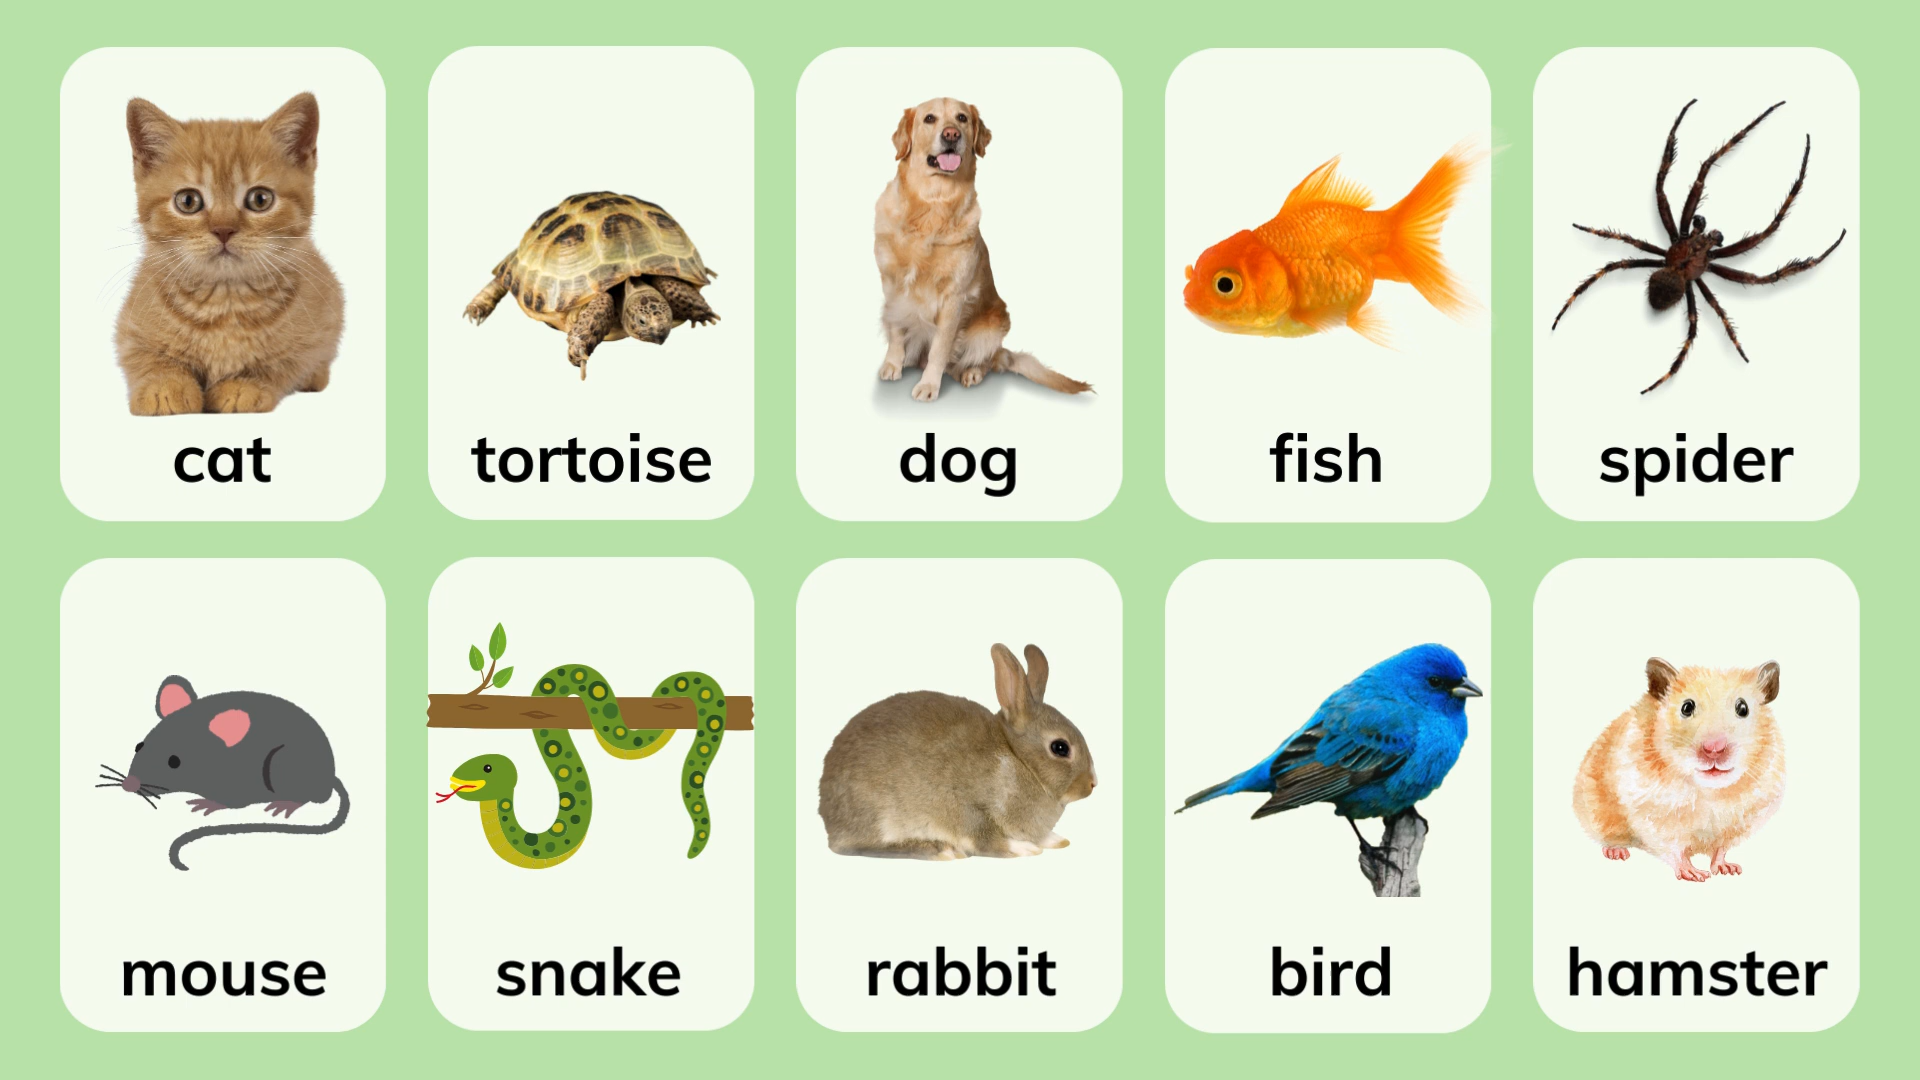 cat
tortoise
dog
fish
spider
mouse
snake
rabbit
bird
hamster